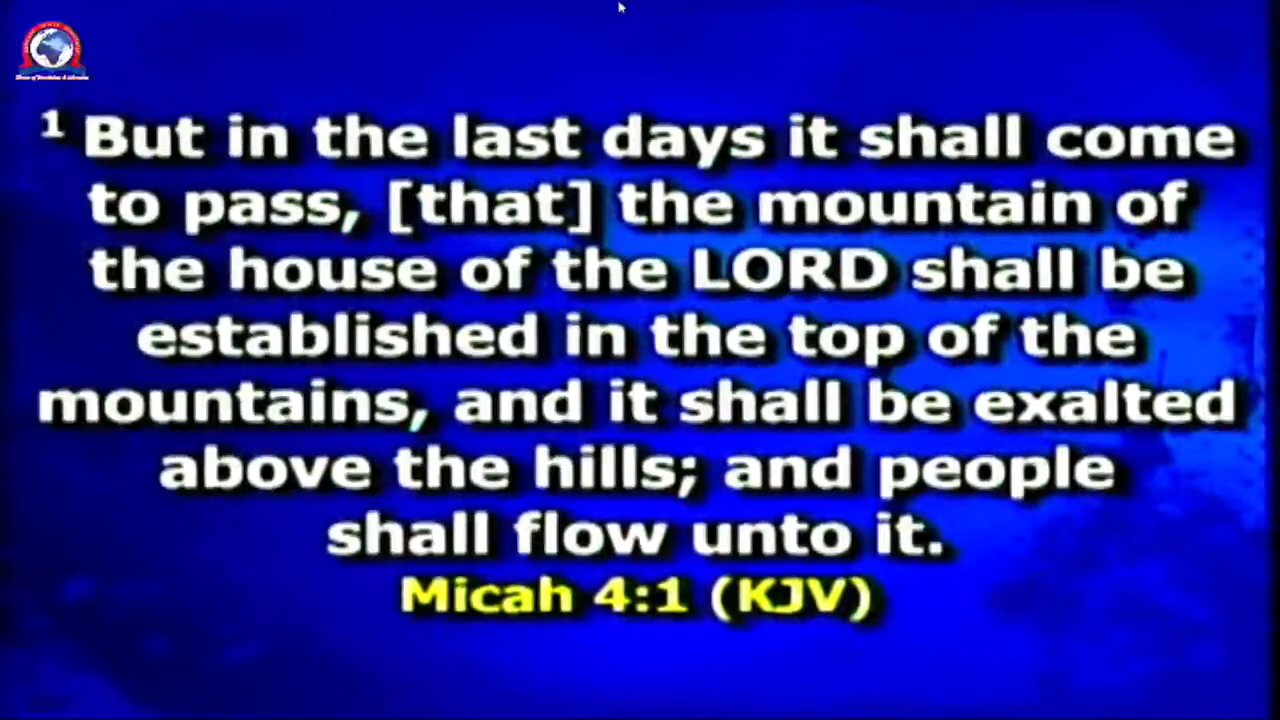 1 But in the last days it shall come
to pass, [that] the mountain of
the house of the LORD shall be
established in the top of the
mountains, and it shall be exalted
above the hills; and people
shall flow unto it.
Micah 4:1 (KJV)